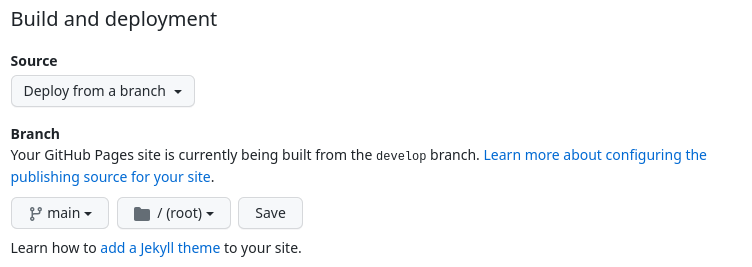 Build and deployment
Source
Deploy from a branch
Branch
Your GitHub Pages site is currently being built from the develop branch. Learn more about configuring the
publishing source for your site.
main / (root) Save
Learn how to add a Jekyll theme to your site.